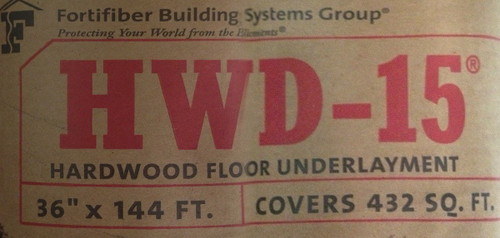 Fortifiber Building Systems Group®
Protecting Your World from the Elements®
HWD-15®
HARDWOOD FLOOR UNDERLAYMENT
36" x 144 FT. COVERS 432 SQ. FT.